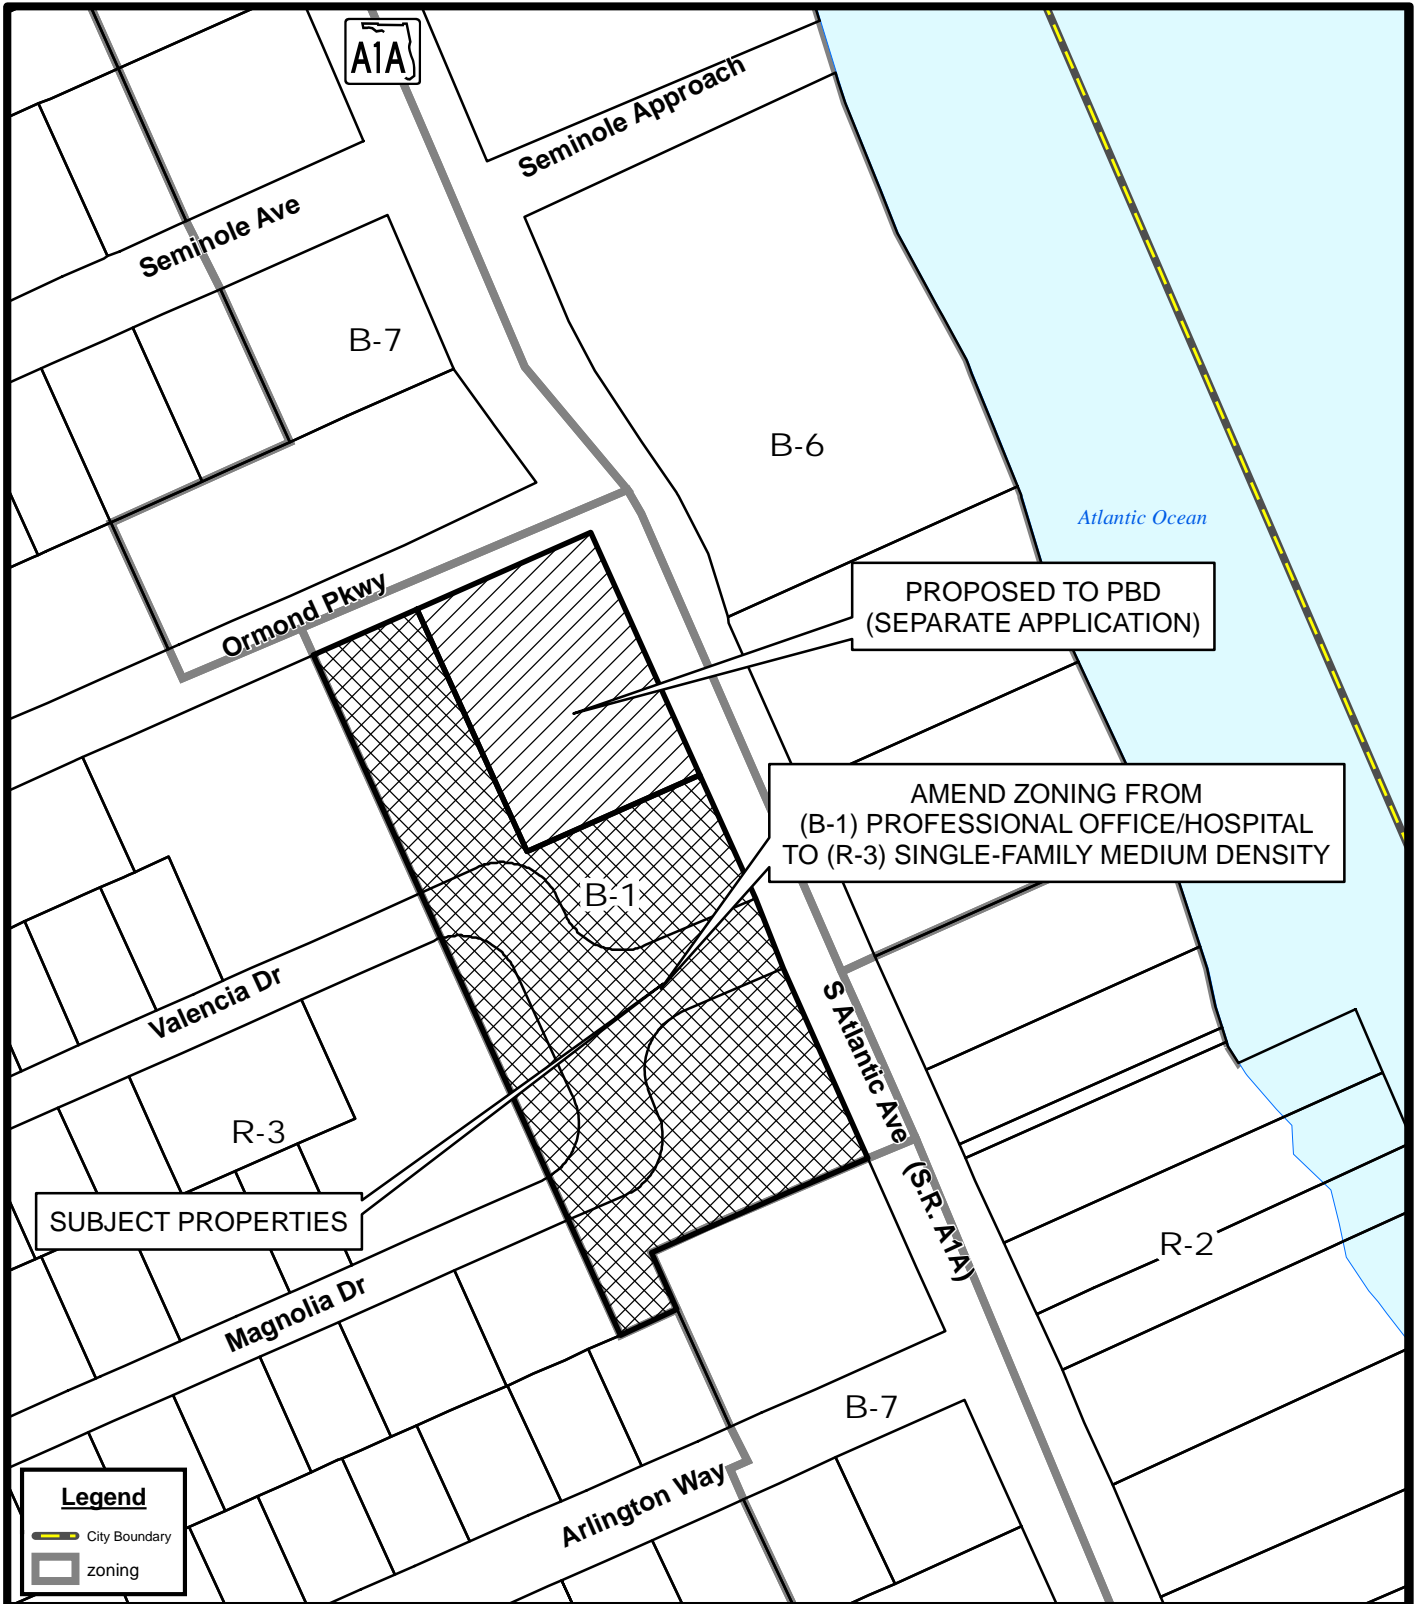 A1A
Seminole Approach
Seminole Ave
B-7
B-6
Atlantic Ocean
PROPOSED TO PBD
(SEPARATE APPLICATION)
Ormond Pkwy
AMEND ZONING FROM
(B-1) PROFESSIONAL OFFICE/HOSPITAL
TO (R-3) SINGLE-FAMILY MEDIUM DENSITY
B-1
Valencia Dr
S Atlantic Ave (S.R. A1A)
R-3
SUBJECT PROPERTIES
R-2
Magnolia Dr
B-7
Arlington Way
Legend
City Boundary
zoning